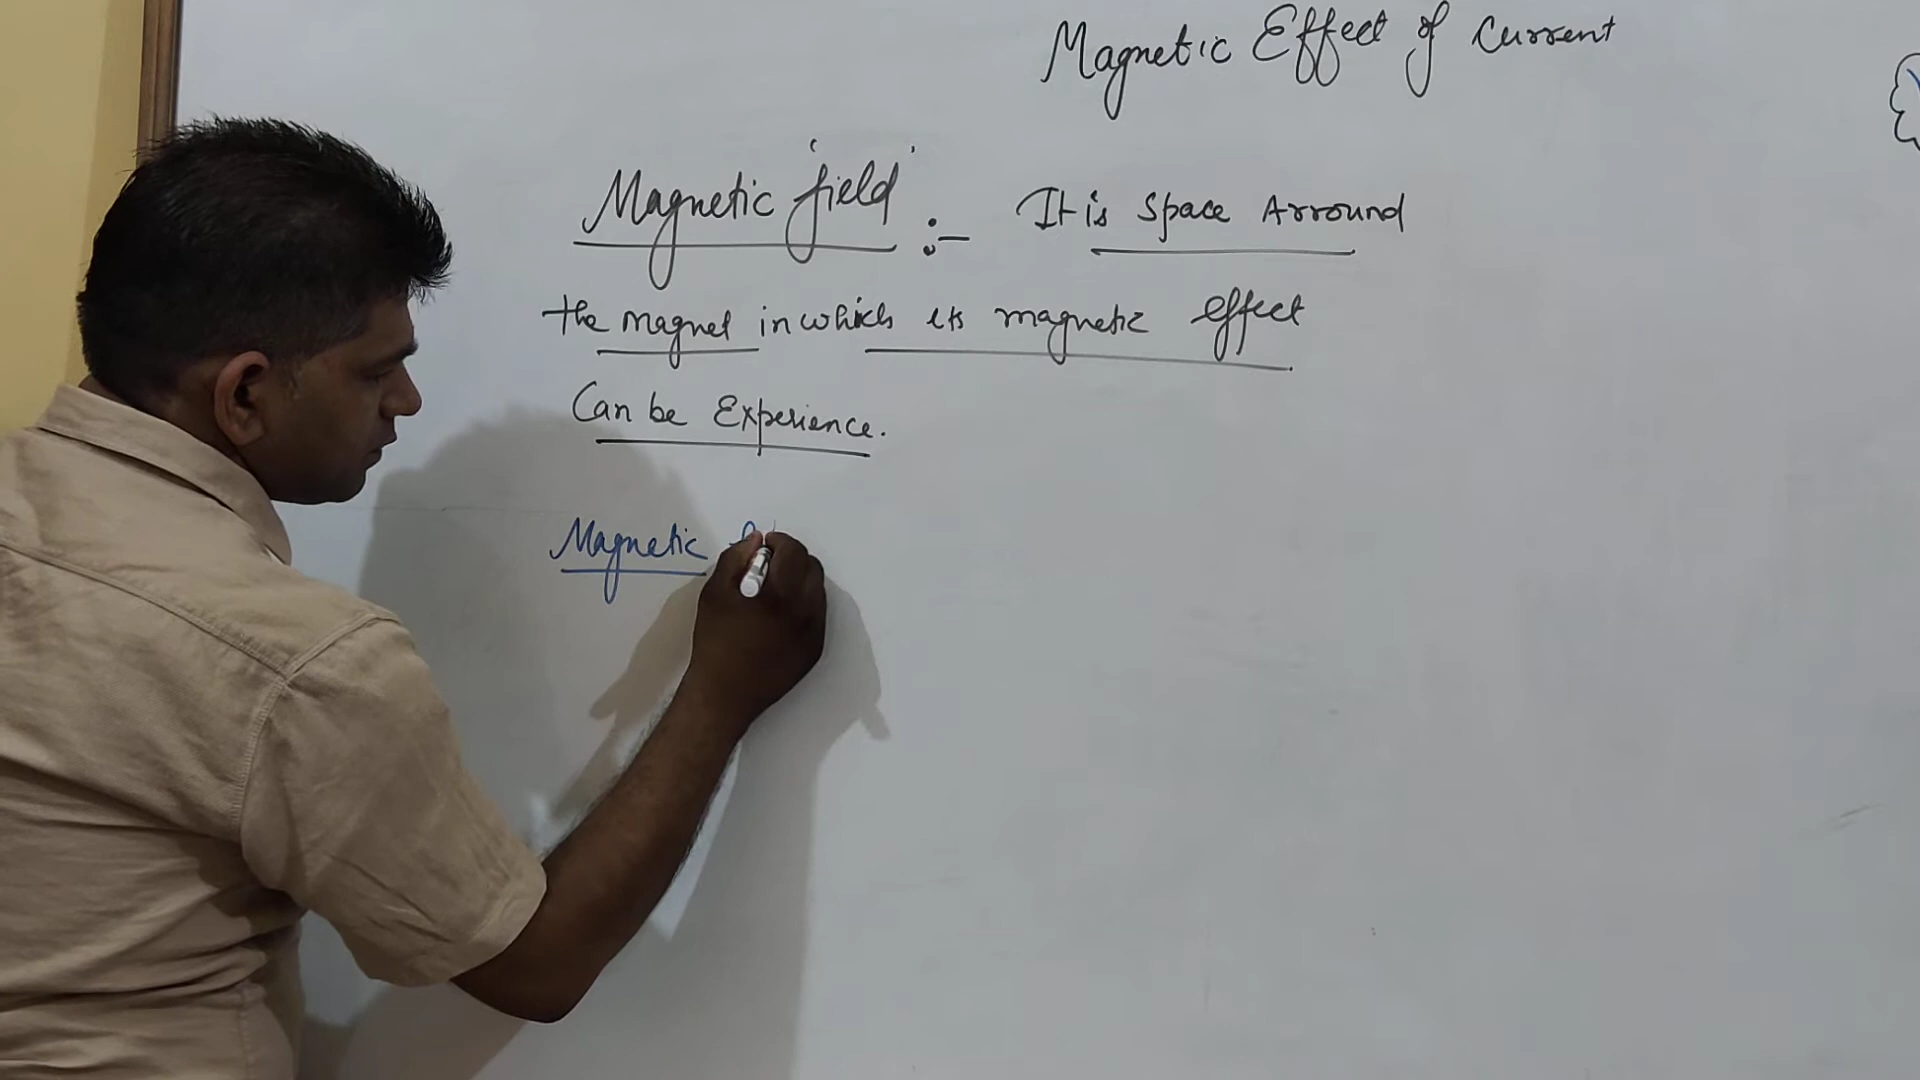 Magnetic Effect of Current
Magnetic 'field' :- It is Space Arround
the magnet in which its magnetic effect
Can be Experience.
Magnetic